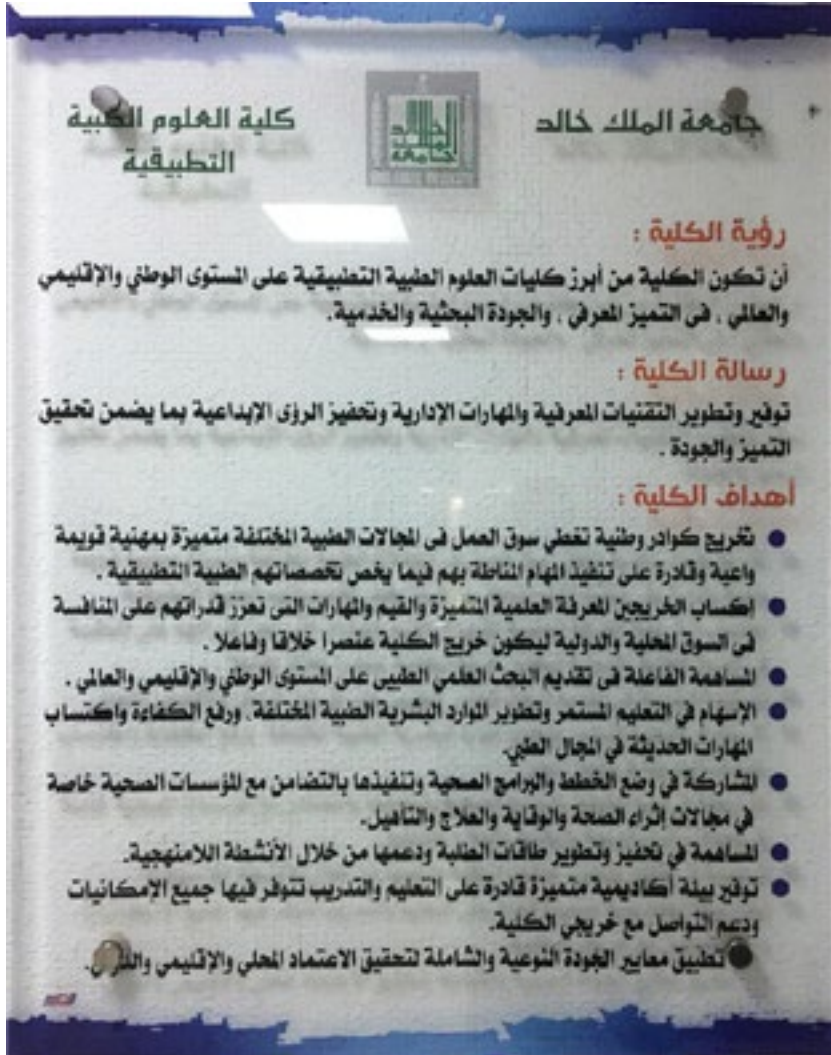 جامعة الملك خالد
كلية العلوم الطبية
التطبيقية
جامعة
الملك
خالد
رؤية الكلية :
أن تكون الكلية من أبرز كليات العلوم الطبية التطبيقية على المستوى الوطني والإقليمي
والعالمي ، فى التميز المعرفي ، والجودة البحثية والخدمية.
رسالة الكلية :
توفير وتطوير التقنيات المعرفية والمهارات الإدارية وتحفيز الرؤى الإبداعية بما يضمن تحقيق
التميز والجودة .
أهداف الكلية :
● تخريج كوادر وطنية تغطي سوق العمل فى المجالات الطبية المختلفة متميزة بمهنية قويمة
واعية وقادرة على تنفيذ المهام المناطة بهم فيما يخص تخصصاتهم الطبية التطبيقية .
● إكساب الخريجين المعرفة العلمية المتميزة والقيم والمهارات التى تعزز قدراتهم على المنافسة
فى السوق المحلية والدولية ليكون خريج الكلية عنصرا خلاقا وفاعلا .
● المساهمة الفاعلة فى تقديم البحث العلمي الطبي على المستوى الوطني والإقليمي والعالمي .
● الإسهام في التعليم المستمر وتطوير الموارد البشرية الطبية المختلفة، ورفع الكفاءة واكتساب
المهارات الحديثة في المجال الطبي.
● المشاركة في وضع الخطط والبرامج الصحية وتنفيذها بالتضامن مع المؤسسات الصحية خاصة
في مجالات إثراء الصحة والوقاية والعلاج والتأهيل.
● المساهمة في تحفيز وتطوير طاقات الطلبة ودعمها من خلال الأنشطة اللامنهجية.
● توفير بيئة أكاديمية متميزة قادرة على التعليم والتدريب تتوفر فيها جميع الإمكانيات
ودعم التواصل مع خريجي الكلية.
تطبيق معايير الجودة النوعية والشاملة لتحقيق الاعتماد المحلي والإقليمي